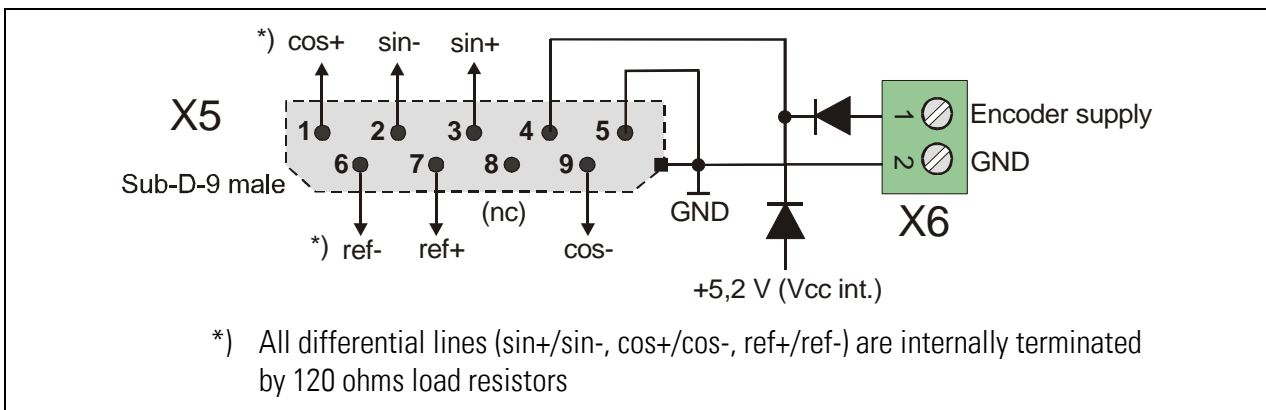 *) cos+ sin- sin+
X5
1 2 3 4 5
1 Encoder supply
6 7 8 9
2 GND
Sub-D-9 male
(nc)
GND
X6
*) ref- ref+ cos-
+5,2 V (Vcc int.)
*) All differential lines (sin+/sin-, cos+/cos-, ref+/ref-) are internally terminated
by 120 ohms load resistors